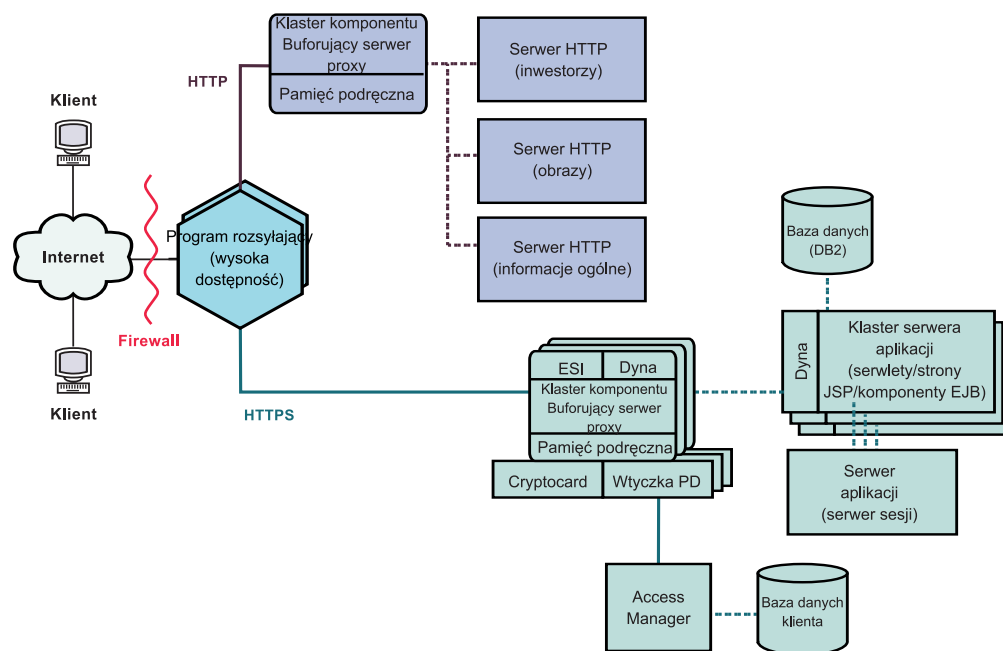 Klaster komponentu
Buforujący serwer
proxy
Pamięć podręczna
Serwer HTTP
(inwestorzy)
HTTP
Klient
Serwer HTTP
(obrazy)
Baza danych
(DB2)
Program rozsyłający
(wysoka
dostępność)
Internet
Serwer HTTP
(informacje ogólne)
Firewall
Klient
HTTPS
ESI
Dyna
Klaster komponentu
Buforujący serwer
proxy
Pamięć podręczna
Cryptocard
Wtyczka PD
Dyna
Klaster serwera
aplikacji
(serwlety/strony
JSP/komponenty EJB)
Serwer
aplikacji
(serwer sesji)
Access
Manager
Baza danych
klienta